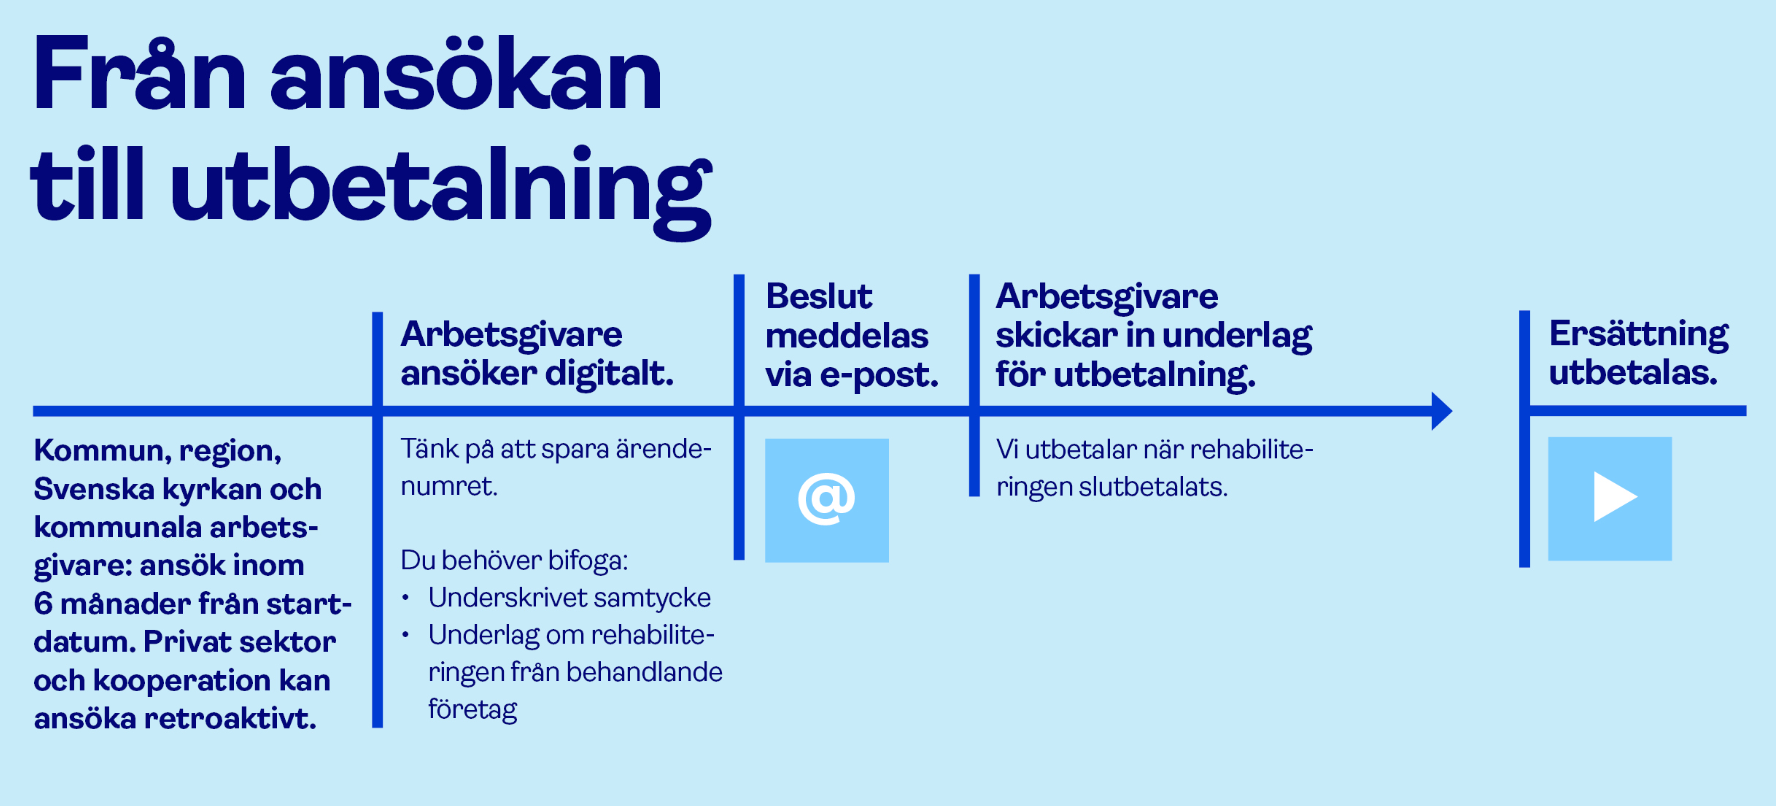 Från ansökan
till utbetalning
Kommun, region,
Svenska kyrkan och
kommunala arbets-
givare: ansök inom
6 månader från start-
datum. Privat sektor
och kooperation kan
ansöka retroaktivt.
Arbetsgivare
ansöker digitalt.
Tänk på att spara ärende-
numret.
Du behöver bifoga:
• Underskrivet samtycke
• Underlag om rehabilite-
ringen från behandlande
företag
Beslut
meddelas
via e-post.
@
Arbetsgivare
skickar in underlag
för utbetalning.
Vi utbetalar när rehabilite-
ringen slutbetalats.
Ersättning
utbetalas.